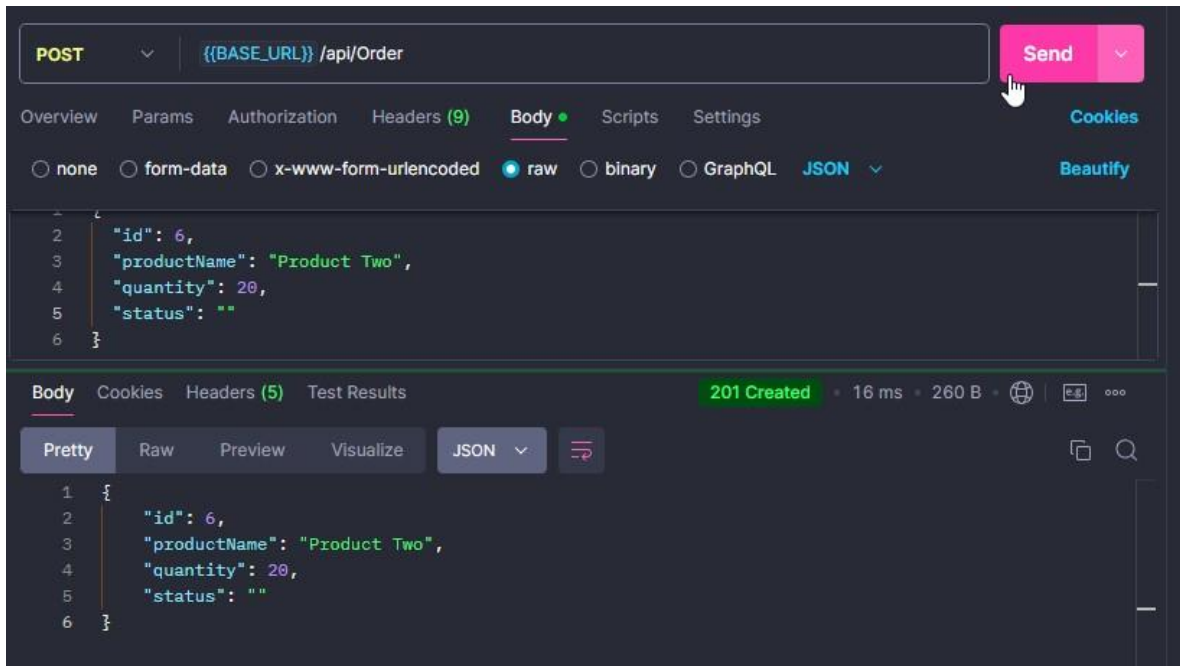 POST {{BASE_URL}} /api/Order Send
Overview Params Authorization Headers (9) Body Scripts Settings Cookies
none form-data x-www-form-urlencoded raw binary GraphQL JSON Beautify
1 {
2 "id": 6,
3 "productName": "Product Two",
4 "quantity": 20,
5 "status": ""
6 }
Body Cookies Headers (5) Test Results 201 Created 16 ms 260 B e.g.
Pretty Raw Preview Visualize JSON
1 {
2 "id": 6,
3 "productName": "Product Two",
4 "quantity": 20,
5 "status": ""
6 }